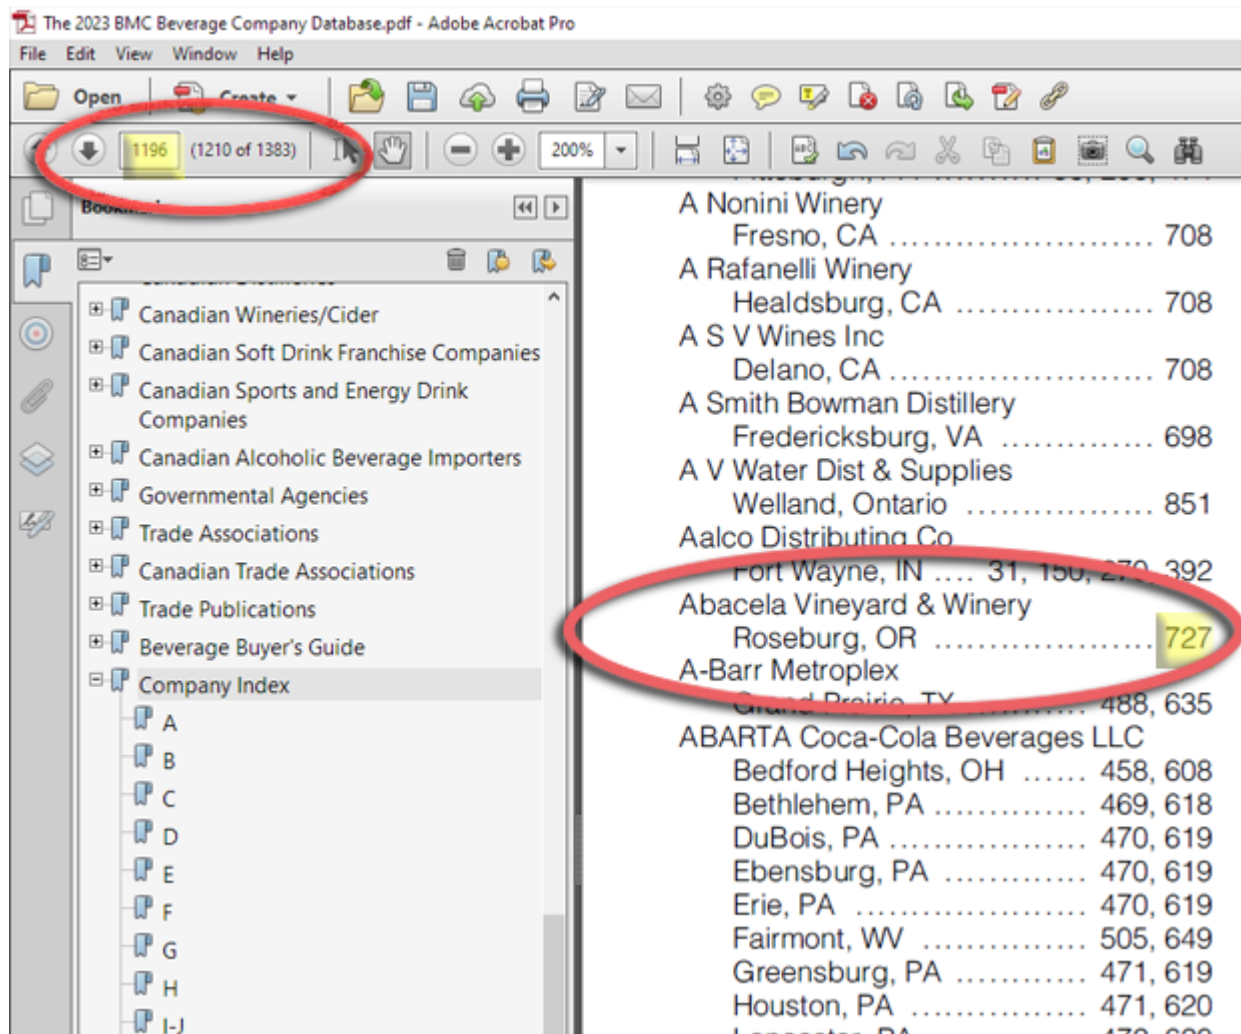 The 2023 BMC Beverage Company Database.pdf - Adobe Acrobat Pro
File Edit View Window Help
Open Create
1196 (1210 of 1383) 200%
A Nonini Winery
Fresno, CA ........................ 708
A Rafanelli Winery
Healdsburg, CA .................. 708
A S V Wines Inc
Delano, CA ........................ 708
A Smith Bowman Distillery
Fredericksburg, VA .............. 698
A V Water Dist & Supplies
Welland, Ontario ................. 851
Aalco Distributing Co
Fort Wayne, IN .... 31, 150, 270, 392
Abacela Vineyard & Winery
Roseburg, OR .................... 727
A-Barr Metroplex
Grand Prairie, TX ........... 488, 635
ABARTA Coca-Cola Beverages LLC
Bedford Heights, OH ...... 458, 608
Bethlehem, PA ................ 469, 618
DuBois, PA .................. 470, 619
Ebensburg, PA ............. 470, 619
Erie, PA ..................... 470, 619
Fairmont, WV ............... 505, 649
Greensburg, PA ............ 471, 619
Houston, PA ................ 471, 620
Canadian Wineries/Cider
Canadian Soft Drink Franchise Companies
Canadian Sports and Energy Drink
Companies
Canadian Alcoholic Beverage Importers
Governmental Agencies
Trade Associations
Canadian Trade Associations
Trade Publications
Beverage Buyer's Guide
Company Index
A
B
C
D
E
F
G
H
I-J